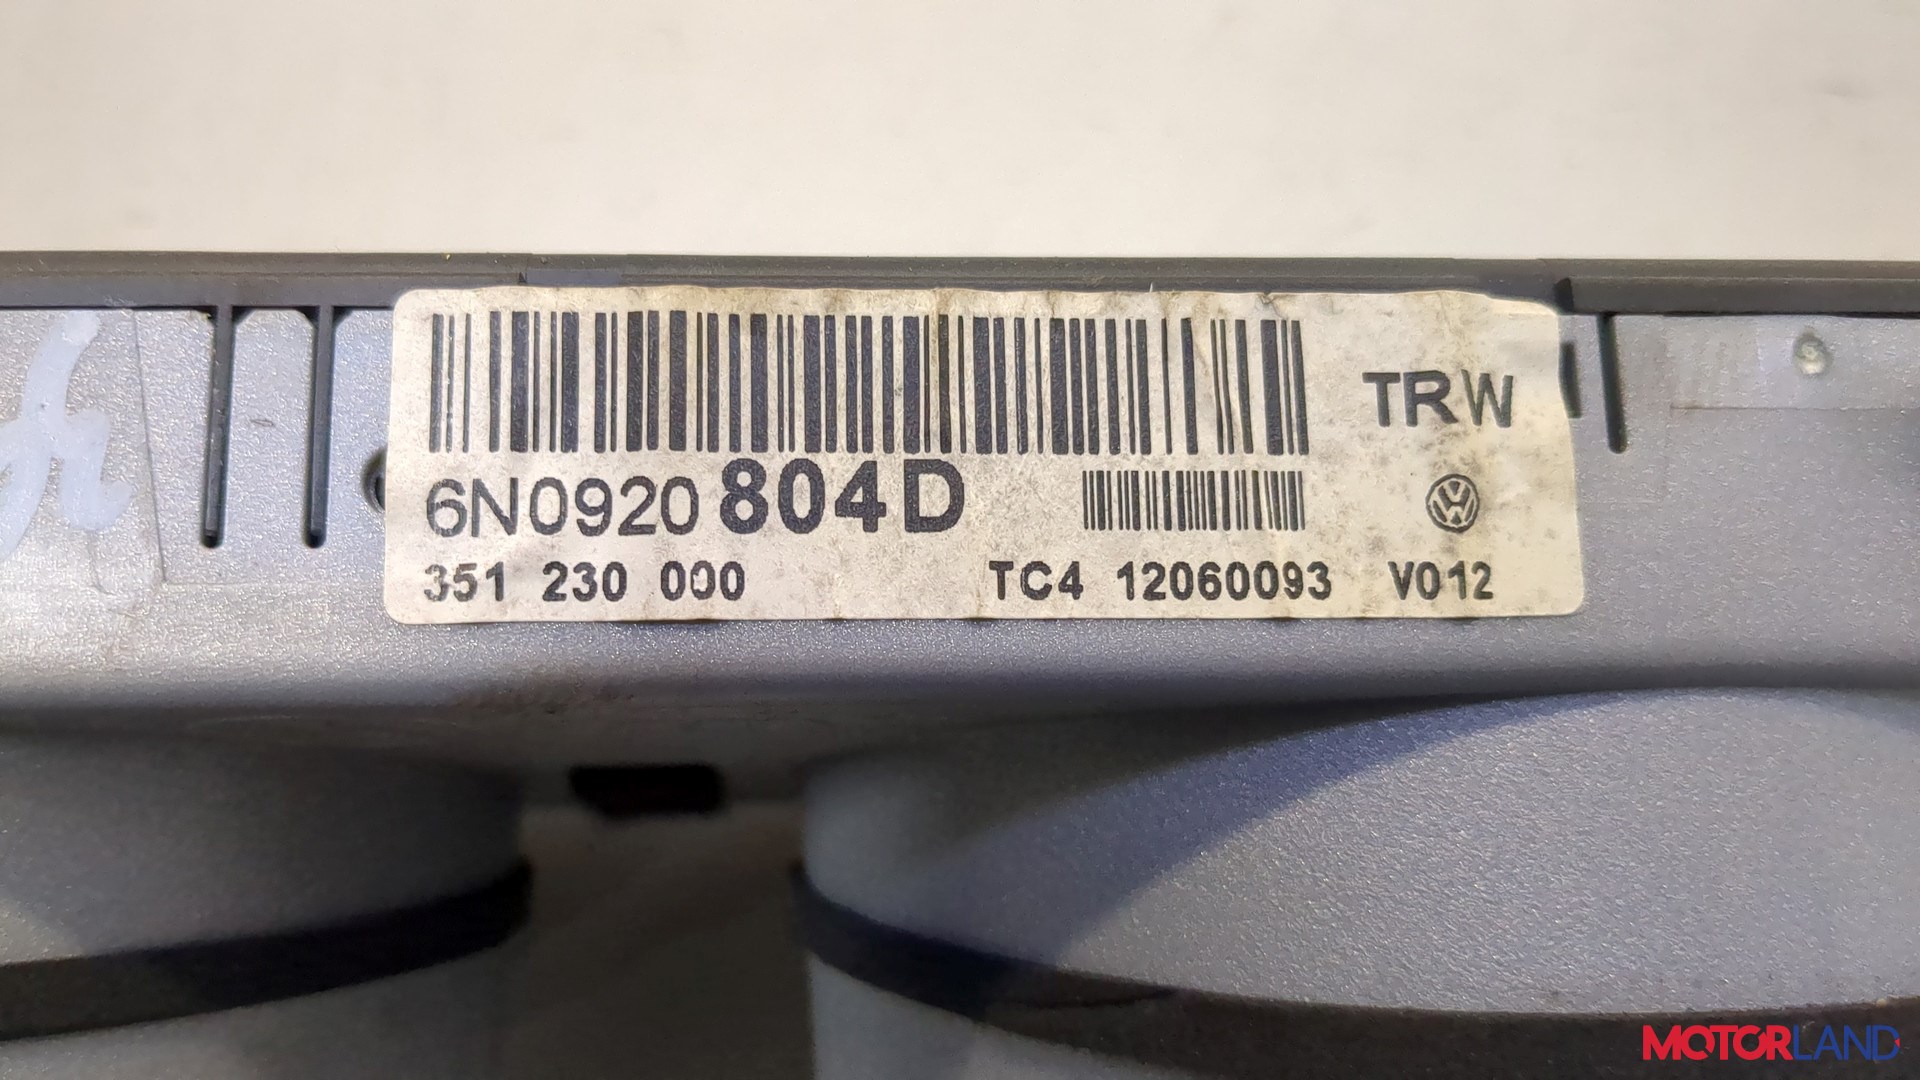 TRW
6N0920 804D
351 230 000 TC4 12060093 V012
MOTORLAND